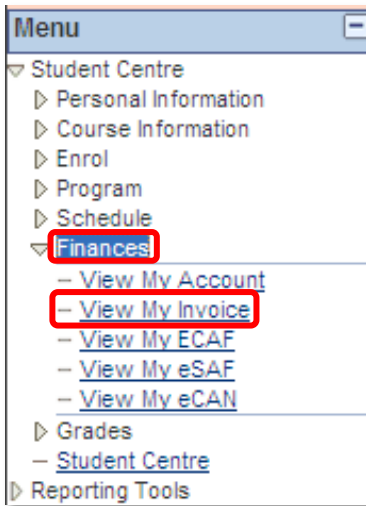 Menu
Student Centre
Personal Information
Course Information
Enrol
Program
Schedule
Finances
View My Account
View My Invoice
View My ECAF
View My eSAF
View My eCAN
Grades
Student Centre
Reporting Tools